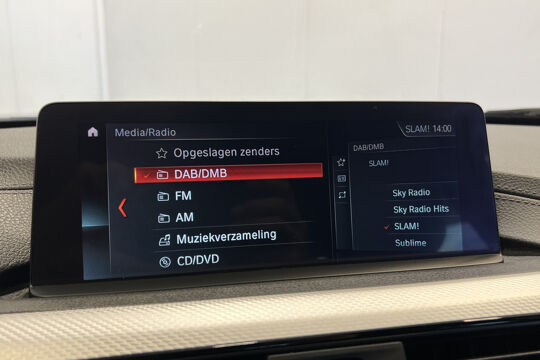 Media/Radio
SLAM! 14:00
Opgeslagen zenders
DAB/DMB
FM
AM
Muziekverzameling
CD/DVD
DAB/DMB
SLAM!
Sky Radio
Sky Radio Hits
SLAM!
Sublime